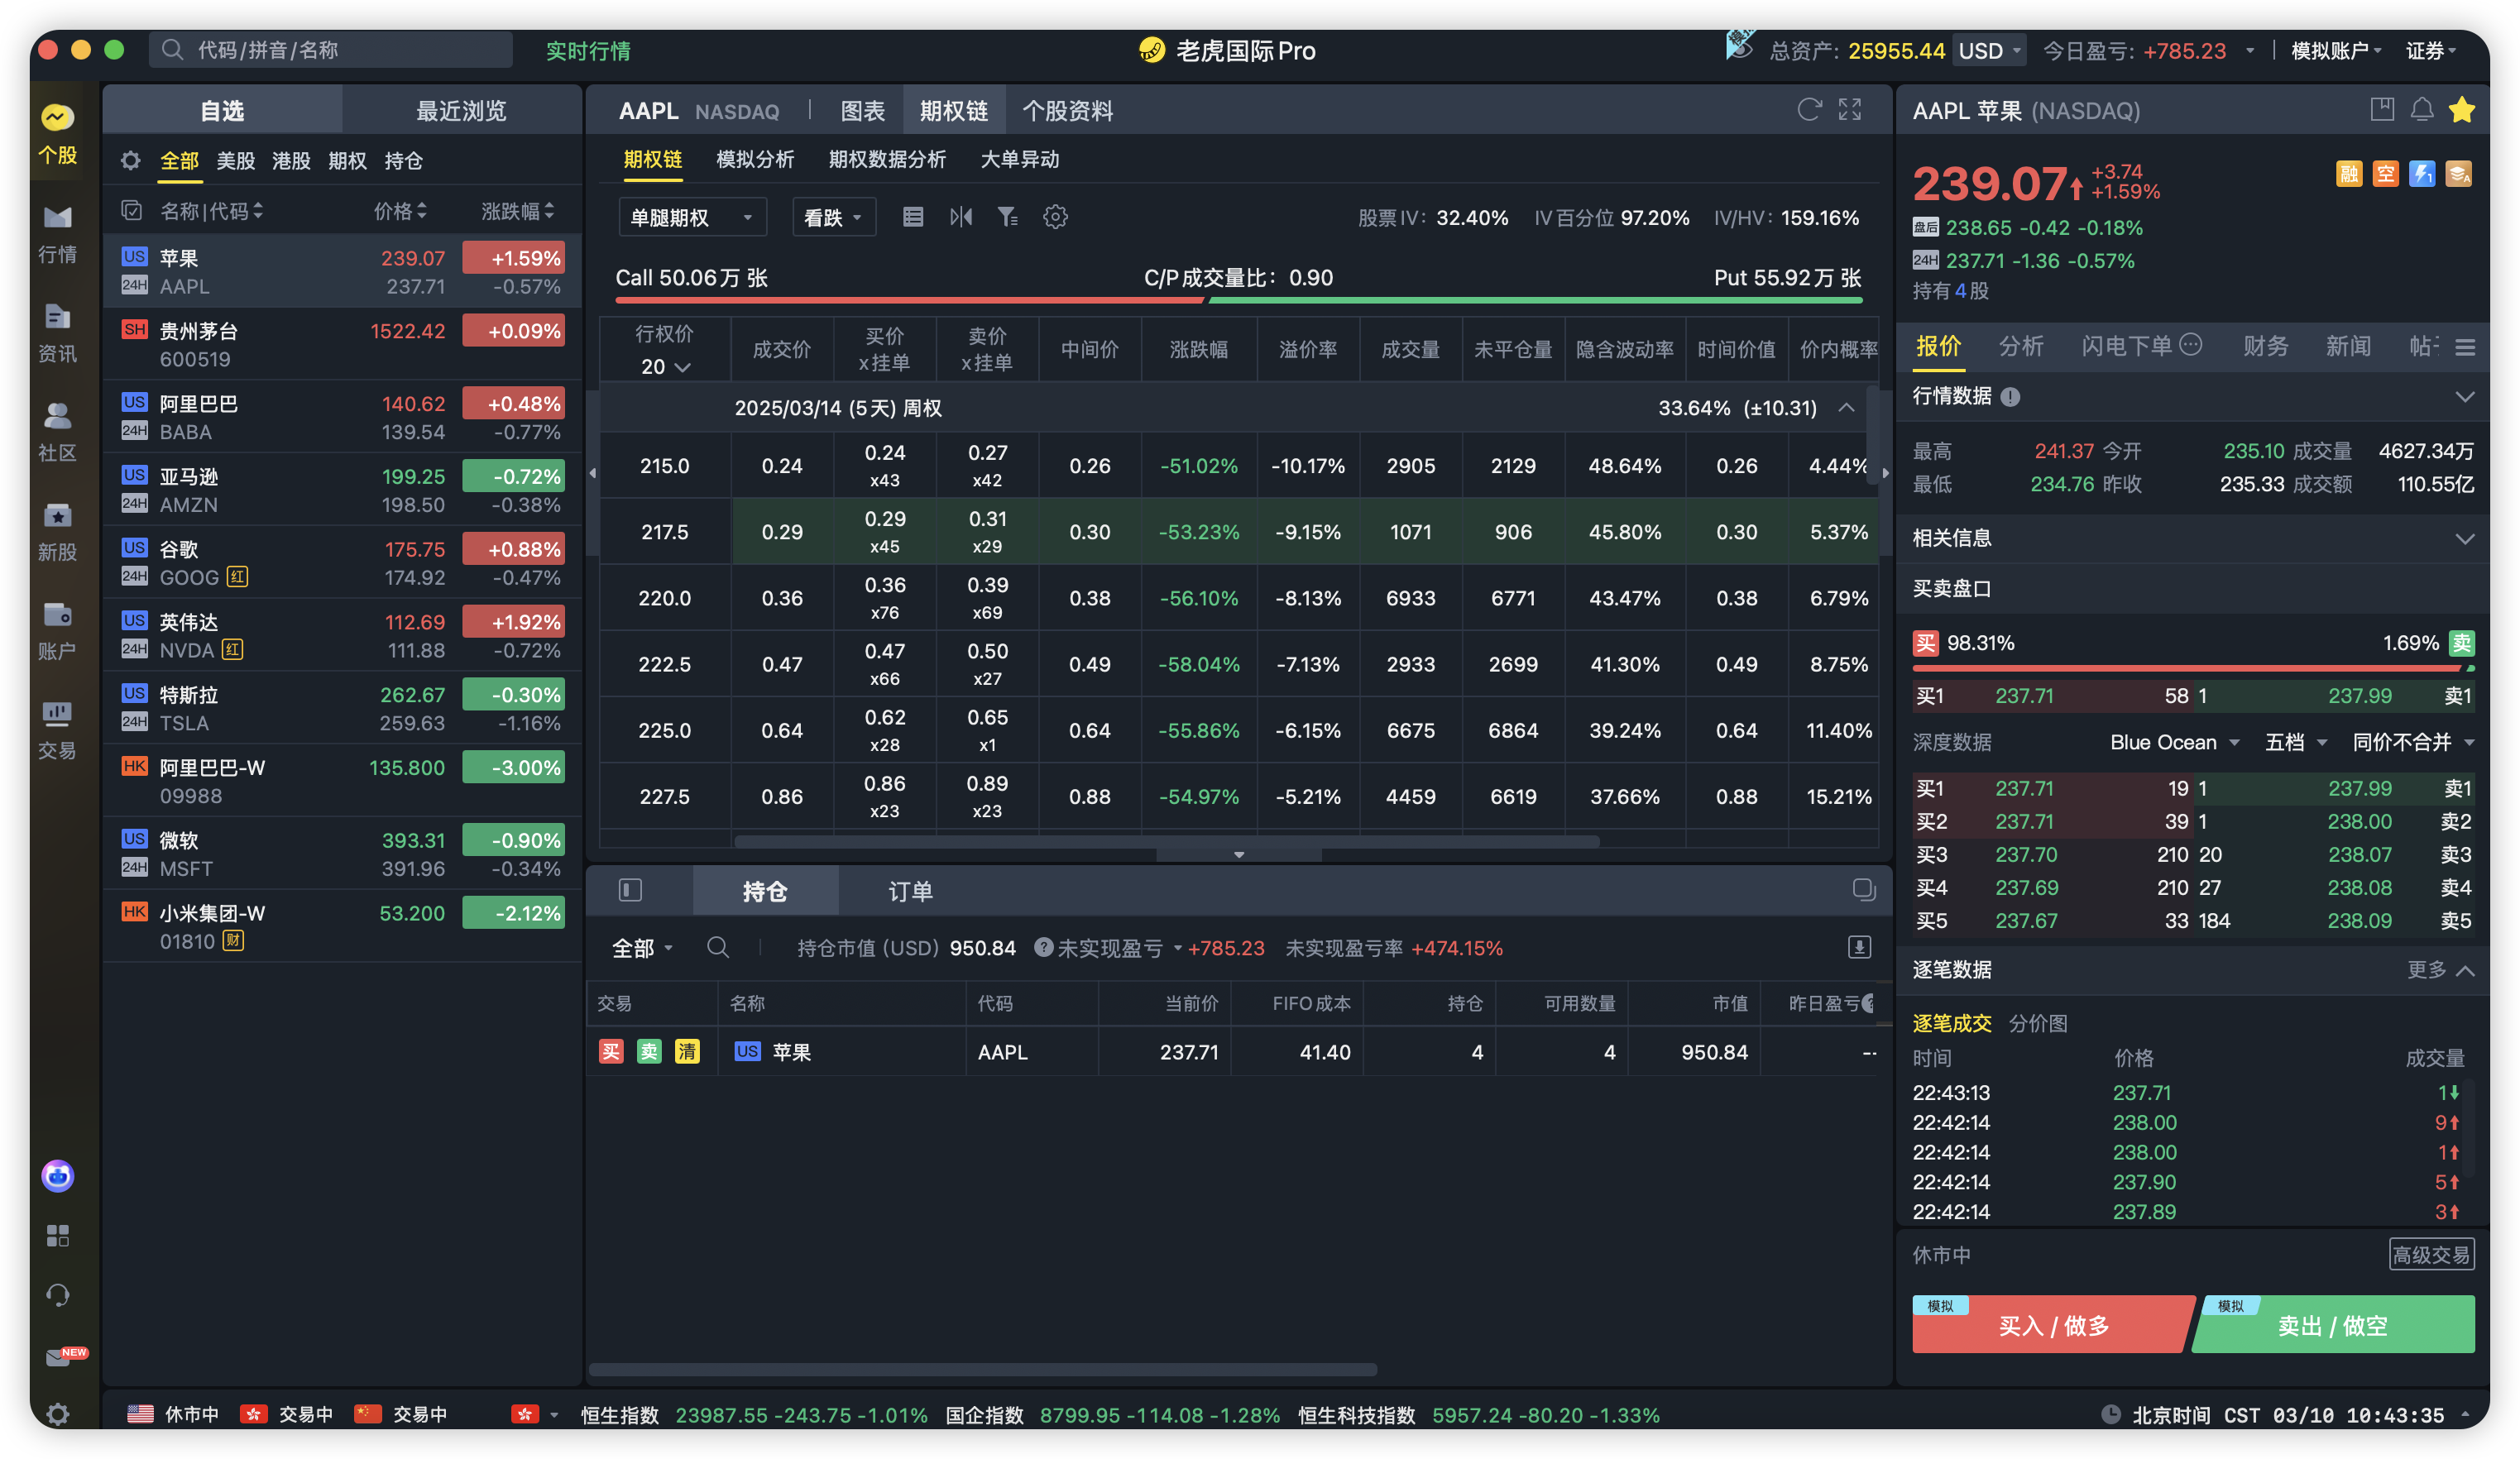 代码/拼音/名称 实时行情 老虎国际Pro 总资产: 25955.44 USD 今日盈亏: +785.23 模拟账户 证券
个股
行情
资讯
社区
新股
账户
交易
NEW
自选 最近浏览
全部 美股 港股 期权 持仓
名称|代码 价格 涨跌幅
US 苹果 239.07 +1.59%
24H AAPL 237.71 -0.57%
SH 贵州茅台 1522.42 +0.09%
600519
US 阿里巴巴 140.62 +0.48%
24H BABA 139.54 -0.77%
US 亚马逊 199.25 -0.72%
24H AMZN 198.50 -0.38%
US 谷歌 175.75 +0.88%
24H GOOG 红 174.92 -0.47%
US 英伟达 112.69 +1.92%
24H NVDA 红 111.88 -0.72%
US 特斯拉 262.67 -0.30%
24H TSLA 259.63 -1.16%
HK 阿里巴巴-W 135.800 -3.00%
09988
US 微软 393.31 -0.90%
24H MSFT 391.96 -0.34%
HK 小米集团-W 53.200 -2.12%
01810 财
AAPL NASDAQ 图表 期权链 个股资料
期权链 模拟分析 期权数据分析 大单异动
单腿期权 看跌 股票IV: 32.40% IV百分位 97.20% IV/HV: 159.16%
Call 50.06万 张 C/P成交量比: 0.90 Put 55.92万 张
行权价 20 成交价 买价 x挂单 卖价 x挂单 中间价 涨跌幅 溢价率 成交量 未平仓量 隐含波动率 时间价值 价内概率
2025/03/14 (5天) 周权 33.64% (±10.31)
215.0 0.24 0.24 x43 0.27 x42 0.26 -51.02% -10.17% 2905 2129 48.64% 0.26 4.44%
217.5 0.29 0.29 x45 0.31 x29 0.30 -53.23% -9.15% 1071 906 45.80% 0.30 5.37%
220.0 0.36 0.36 x76 0.39 x69 0.38 -56.10% -8.13% 6933 6771 43.47% 0.38 6.79%
222.5 0.47 0.47 x66 0.50 x27 0.49 -58.04% -7.13% 2933 2699 41.30% 0.49 8.75%
225.0 0.64 0.62 x28 0.65 x1 0.64 -55.86% -6.15% 6675 6864 39.24% 0.64 11.40%
227.5 0.86 0.86 x23 0.89 x23 0.88 -54.97% -5.21% 4459 6619 37.66% 0.88 15.21%
持仓 订单
全部 持仓市值 (USD) 950.84 未实现盈亏 +785.23 未实现盈亏率 +474.15%
交易 名称 代码 当前价 FIFO成本 持仓 可用数量 市值 昨日盈亏
买 卖 清 US 苹果 AAPL 237.71 41.40 4 4 950.84 --
AAPL 苹果 (NASDAQ)
239.07 +3.74 +1.59% 融 空
盘后 238.65 -0.42 -0.18%
24H 237.71 -1.36 -0.57%
持有 4 股
报价 分析 闪电下单 财务 新闻
行情数据
最高 241.37 今开 235.10 成交量 4627.34万
最低 234.76 昨收 235.33 成交额 110.55亿
相关信息
买卖盘口
买 98.31% 1.69% 卖
买1 237.71 58 1 237.99 卖1
深度数据 Blue Ocean 五档 同价不合并
买1 237.71 19 1 237.99 卖1
买2 237.71 39 1 238.00 卖2
买3 237.70 210 20 238.07 卖3
买4 237.69 210 27 238.08 卖4
买5 237.67 33 184 238.09 卖5
逐笔数据 更多
逐笔成交 分价图
时间 价格 成交量
22:43:13 237.71 1
22:42:14 238.00 9
22:42:14 238.00 1
22:42:14 237.90 5
22:42:14 237.89 3
休市中 高级交易
模拟 买入 / 做多 模拟 卖出 / 做空
休市中 交易中 交易中 恒生指数 23987.55 -243.75 -1.01% 国企指数 8799.95 -114.08 -1.28% 恒生科技指数 5957.24 -80.20 -1.33% 北京时间 CST 03/10 10:43:35